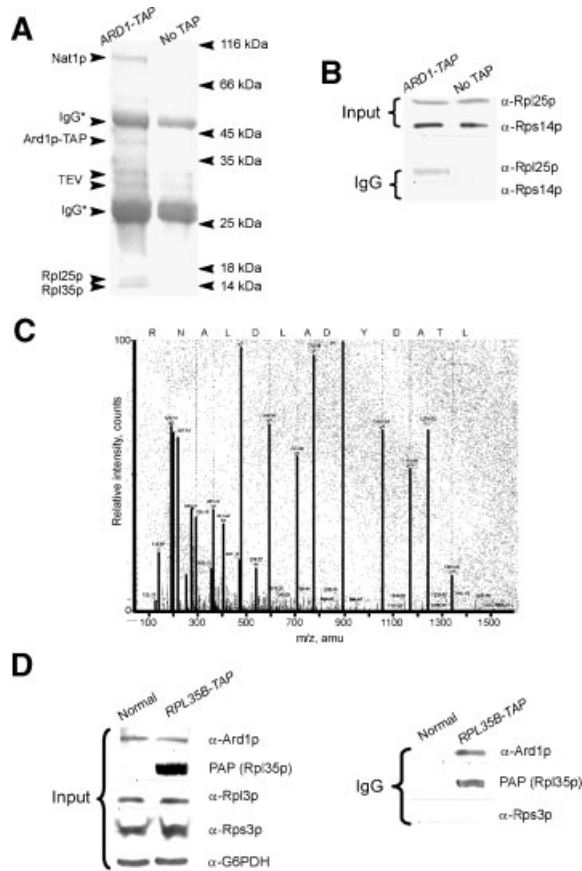 A
ARD1-TAP
No TAP
Nat1p
IgG*
Ard1p-TAP
TEV
IgG*
Rpl25p
Rpl35p
116 kDa
66 kDa
45 kDa
35 kDa
25 kDa
18 kDa
14 kDa
B
ARD1-TAP
No TAP
Input
α-Rpl25p
α-Rps14p
IgG
α-Rpl25p
α-Rps14p
C
R N A L D L A D Y D A T L
100
Relative intensity, counts
0
100 300 500 700 900 1100 1300 1500
m/z, amu
D
Normal
RPL35B-TAP
Input
α-Ard1p
PAP (Rpl35p)
α-Rpl3p
α-Rps3p
α-G6PDH
Normal
RPL35B-TAP
IgG
α-Ard1p
PAP (Rpl35p)
α-Rps3p